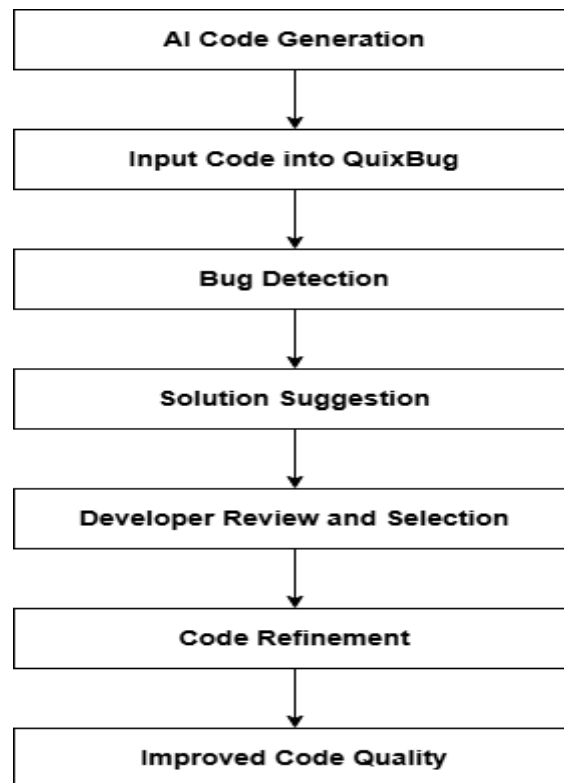 AI Code Generation
Input Code into QuixBug
Bug Detection
Solution Suggestion
Developer Review and Selection
Code Refinement
Improved Code Quality